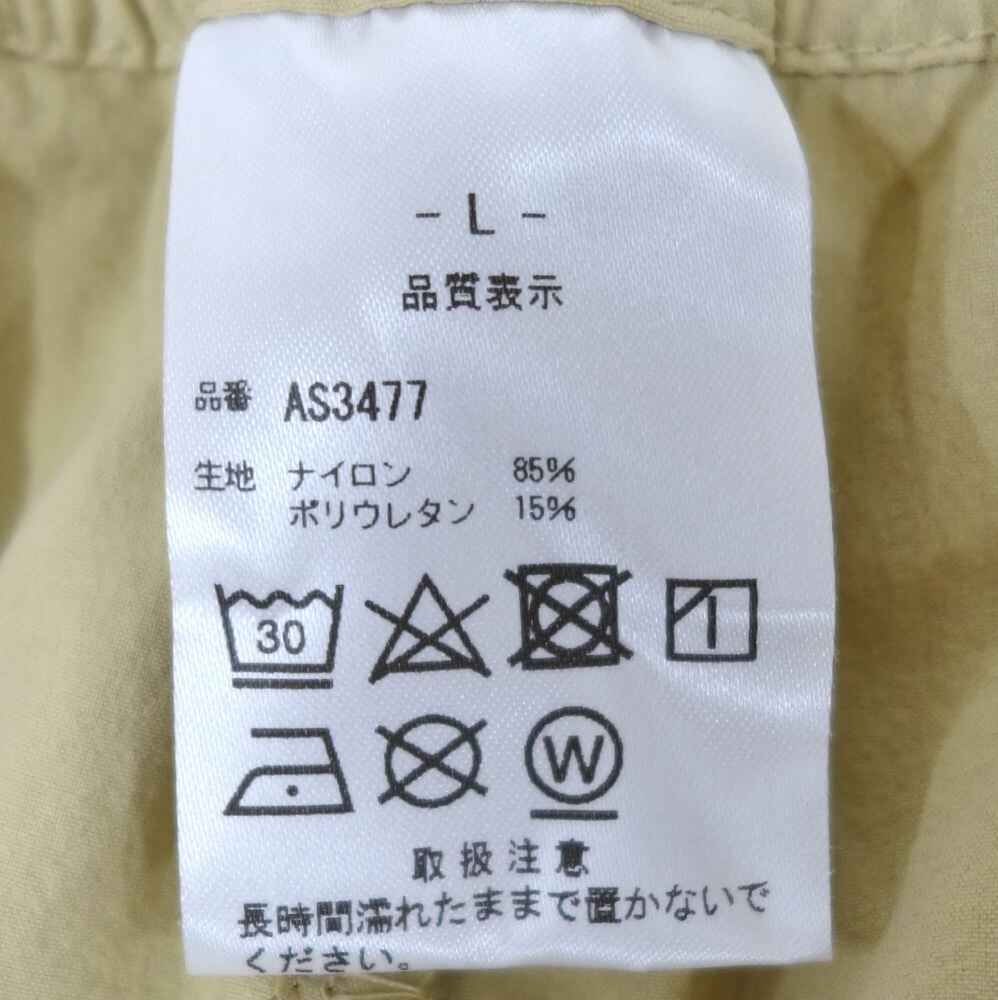 - L -
品質表示
品番 AS3477
生地 ナイロン 85%
ポリウレタン 15%
30
W
取扱注意
長時間濡れたままで置かないで
ください。